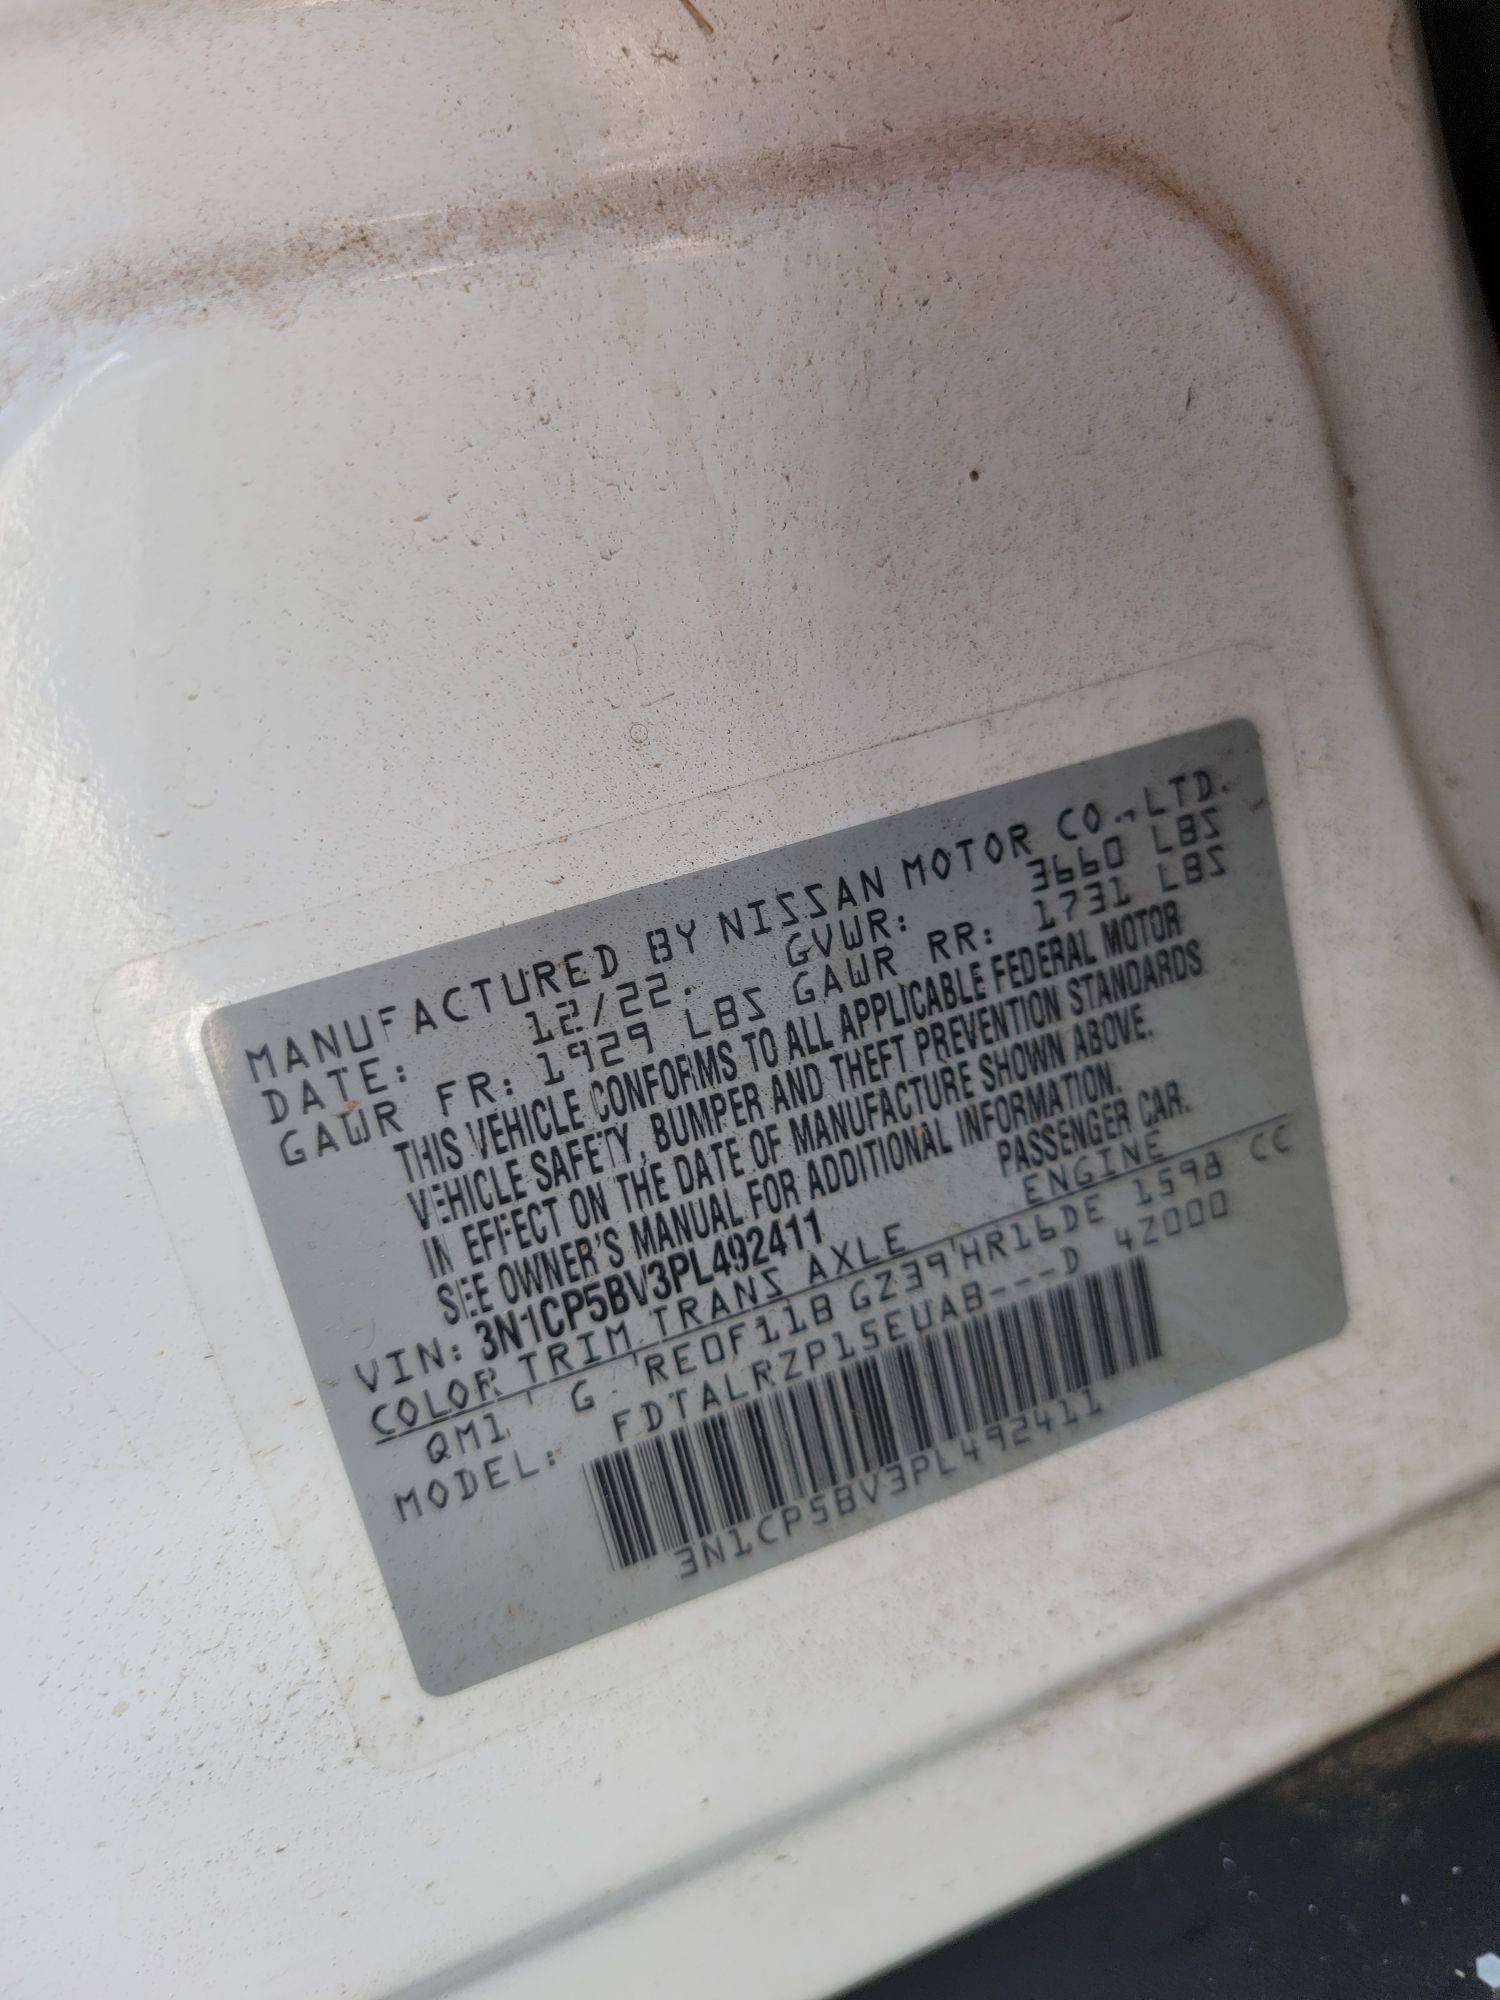 MANUFACTURED BY NISSAN MOTOR CO.,LTD.
DATE: 12/22. GVWR: 3660 LBS
GAWR FR: 1929 LBS GAWR RR: 1731 LBS
THIS VEHICLE CONFORMS TO ALL APPLICABLE FEDERAL MOTOR
VEHICLE SAFETY, BUMPER AND THEFT PREVENTION STANDARDS
IN EFFECT ON THE DATE OF MANUFACTURE SHOWN ABOVE.
SEE OWNER'S MANUAL FOR ADDITIONAL INFORMATION.
VIN: 3N1CP5BV3PL492411 PASSENGER CAR.
COLOR TRIM TRANS AXLE ENGINE
QM1 G RE0F11B GZ39 HR16DE 1598 CC
MODEL: FDTALRZP15EUAB---D 4Z000
3N1CP5BV3PL492411